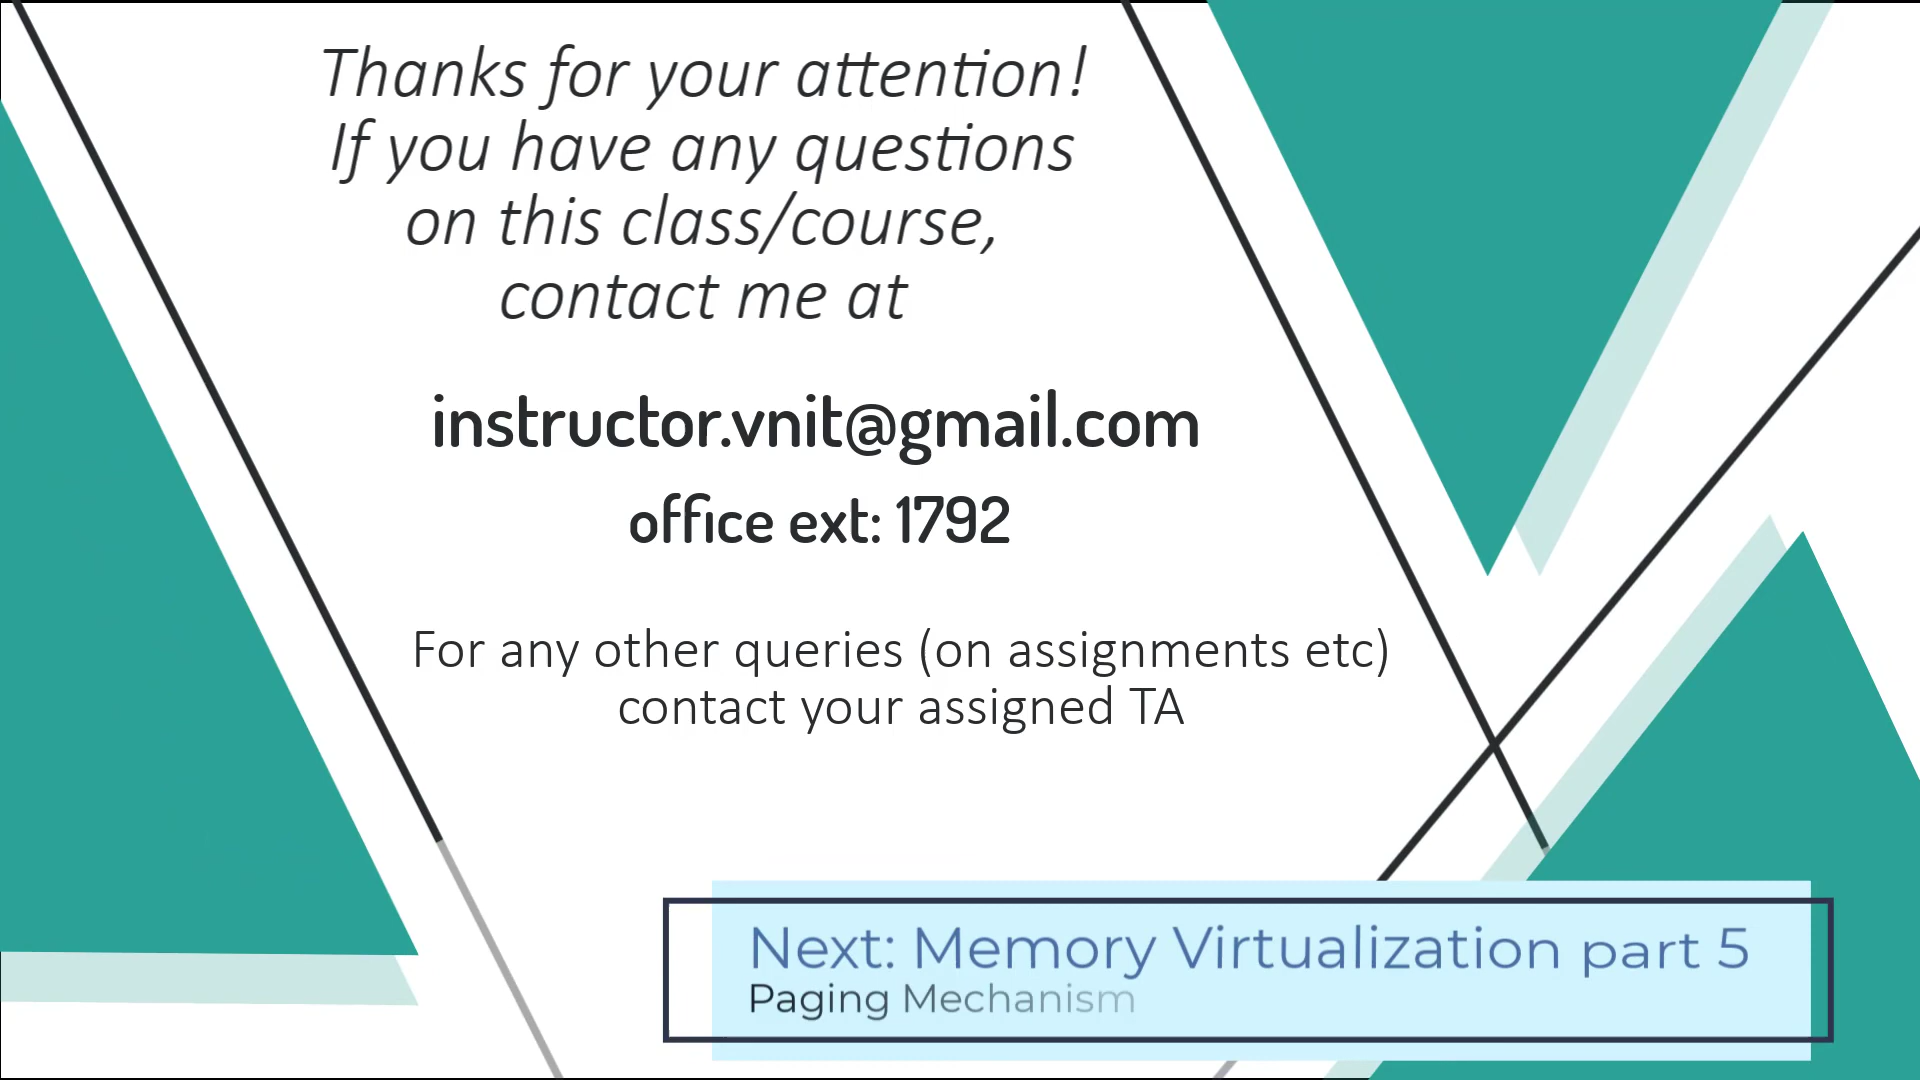 Thanks for your attention!
If you have any questions
on this class/course,
contact me at
instructor.vnit@gmail.com
office ext: 1792
For any other queries (on assignments etc)
contact your assigned TA
Next: Memory Virtualization part 5
Paging Mechanism